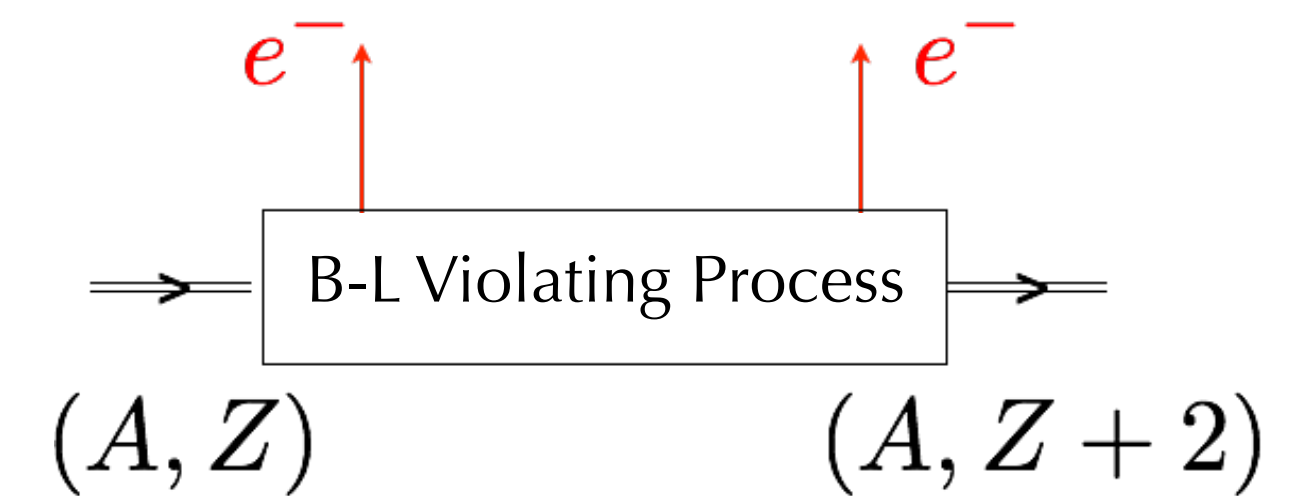 e⁻ e⁻
B-L Violating Process
(A, Z) (A, Z + 2)